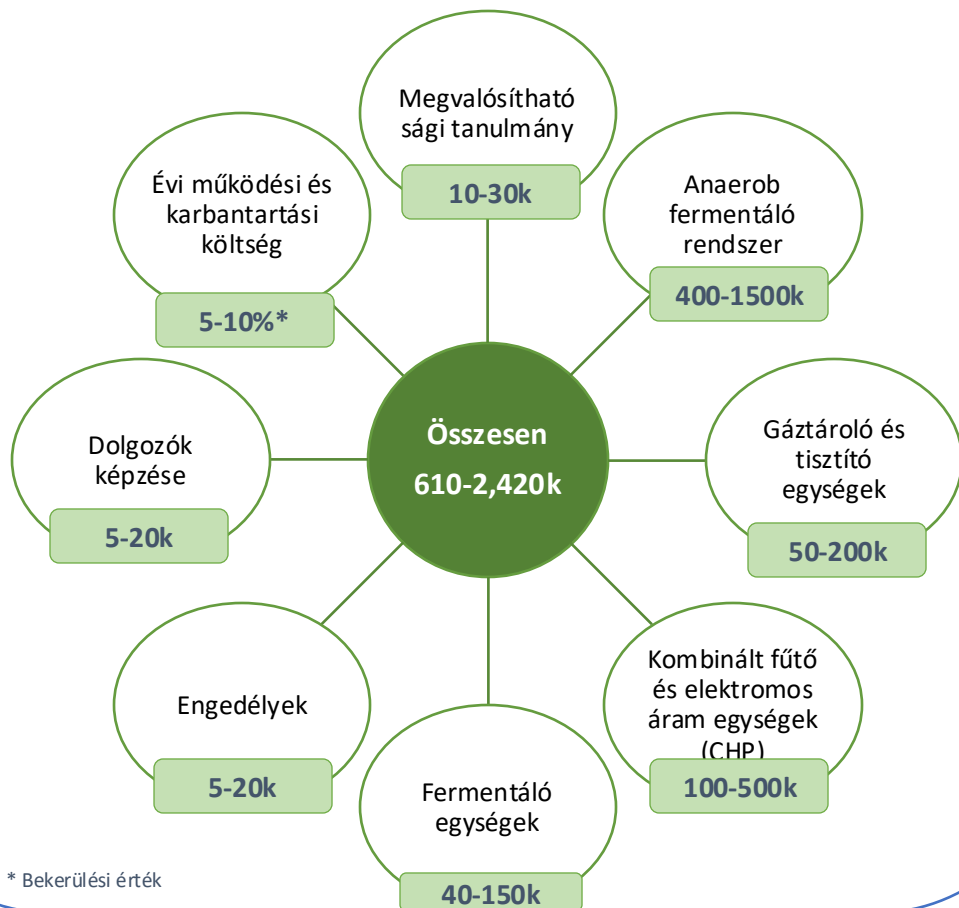 Megvalósítható
sági tanulmány
10-30k
Anaerob
fermentáló
rendszer
400-1500k
Gáztároló és
tisztító
egységek
50-200k
Kombinált fűtő
és elektromos
áram egységek
(CHP)
100-500k
Fermentáló
egységek
40-150k
Engedélyek
5-20k
Dolgozók
képzése
5-20k
Évi működési és
karbantartási
költség
5-10%*
Összesen
610-2,420k
* Bekerülési érték